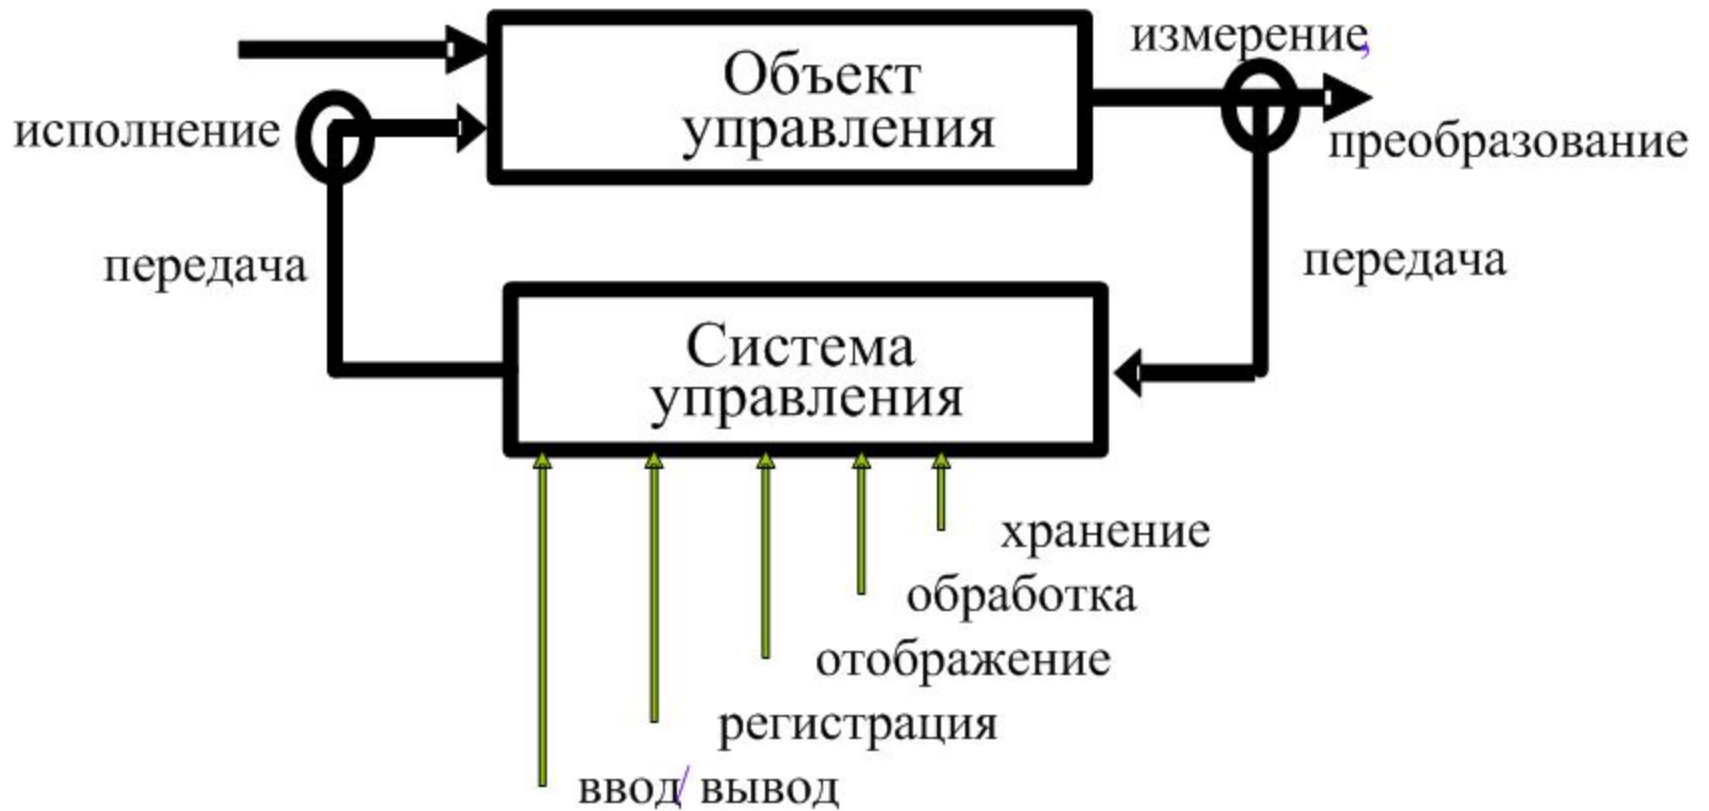 измерение,
Объект
управления
исполнение
преобразование
передача
передача
Система
управления
хранение
обработка
отображение
регистрация
ввод/ вывод